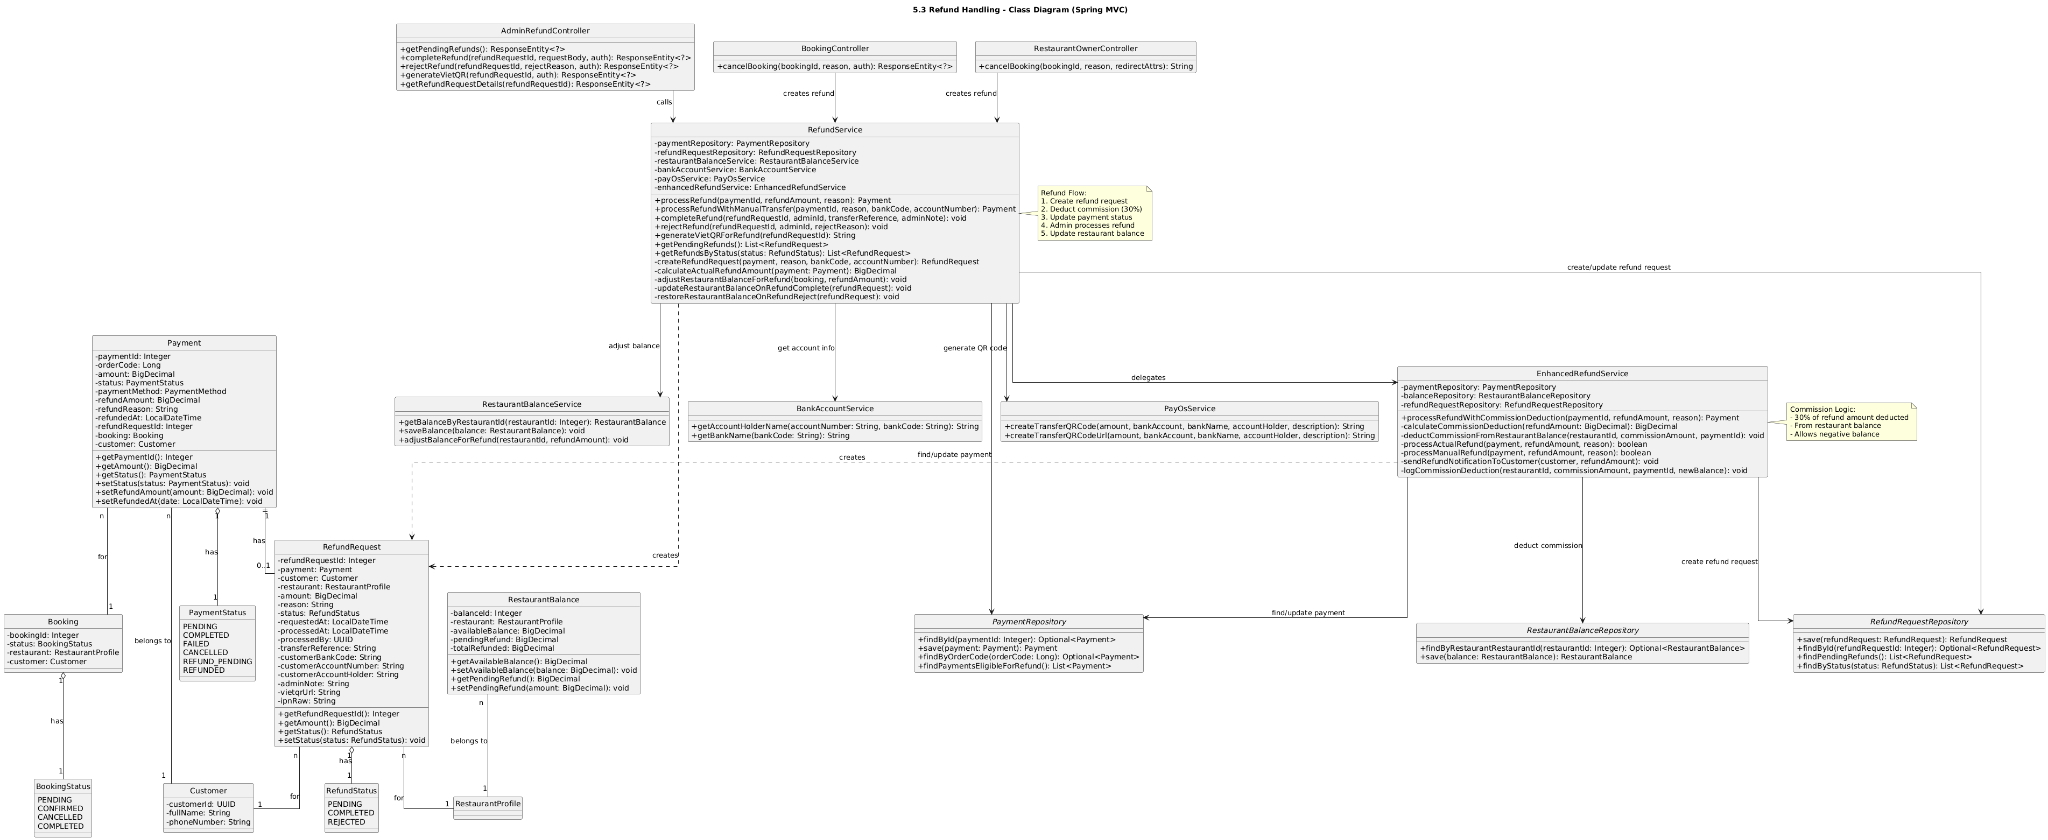 5.3 Refund Handling - Class Diagram (Spring MVC)
AdminRefundController
+getPendingRefunds(): ResponseEntity<?>
+completeRefund(refundRequestId, requestBody, auth): ResponseEntity<?>
+rejectRefund(refundRequestId, rejectReason, auth): ResponseEntity<?>
+generateVietQR(refundRequestId, auth): ResponseEntity<?>
+getRefundRequestDetails(refundRequestId): ResponseEntity<?>
BookingController
+cancelBooking(bookingId, reason, auth): ResponseEntity<?>
RestaurantOwnerController
+cancelBooking(bookingId, reason, redirectAttrs): String
calls
creates refund
creates refund
RefundService
-paymentRepository: PaymentRepository
-refundRequestRepository: RefundRequestRepository
-restaurantBalanceService: RestaurantBalanceService
-bankAccountService: BankAccountService
-payOsService: PayOsService
-enhancedRefundService: EnhancedRefundService
+processRefund(paymentId, refundAmount, reason): Payment
+processRefundWithManualTransfer(paymentId, reason, bankCode, accountNumber): Payment
+completeRefund(refundRequestId, adminId, transferReference, adminNote): void
+rejectRefund(refundRequestId, adminId, rejectReason): void
+generateVietQRForRefund(refundRequestId): String
+getPendingRefunds(): List<RefundRequest>
+getRefundsByStatus(status: RefundStatus): List<RefundRequest>
-createRefundRequest(payment, reason, bankCode, accountNumber): RefundRequest
-calculateActualRefundAmount(payment: Payment): BigDecimal
-adjustRestaurantBalanceForRefund(booking, refundAmount): void
-updateRestaurantBalanceOnRefundComplete(refundRequest): void
-restoreRestaurantBalanceOnRefundReject(refundRequest): void
Refund Flow:
1. Create refund request
2. Deduct commission (30%)
3. Update payment status
4. Admin processes refund
5. Update restaurant balance
create/update refund request
adjust balance
get account info
generate QR code
delegates
Payment
-paymentId: Integer
-orderCode: Long
-amount: BigDecimal
-status: PaymentStatus
-paymentMethod: PaymentMethod
-refundAmount: BigDecimal
-refundReason: String
-refundedAt: LocalDateTime
-refundRequestId: Integer
-booking: Booking
-customer: Customer
+getPaymentId(): Integer
+getAmount(): BigDecimal
+getStatus(): PaymentStatus
+setStatus(status: PaymentStatus): void
+setRefundAmount(amount: BigDecimal): void
+setRefundedAt(date: LocalDateTime): void
RestaurantBalanceService
+getBalanceByRestaurantId(restaurantId: Integer): RestaurantBalance
+saveBalance(balance: RestaurantBalance): void
+adjustBalanceForRefund(restaurantId, refundAmount): void
BankAccountService
+getAccountHolderName(accountNumber: String, bankCode: String): String
+getBankName(bankCode: String): String
PayOsService
+createTransferQRCode(amount, bankAccount, bankName, accountHolder, description): String
+createTransferQRCodeUrl(amount, bankAccount, bankName, accountHolder, description): String
EnhancedRefundService
-paymentRepository: PaymentRepository
-balanceRepository: RestaurantBalanceRepository
-refundRequestRepository: RefundRequestRepository
+processRefundWithCommissionDeduction(paymentId, refundAmount, reason): Payment
-calculateCommissionDeduction(refundAmount: BigDecimal): BigDecimal
-deductCommissionFromRestaurantBalance(restaurantId, commissionAmount, paymentId): void
-processActualRefund(payment, refundAmount, reason): boolean
-processManualRefund(payment, refundAmount, reason): boolean
-sendRefundNotificationToCustomer(customer, refundAmount): void
-logCommissionDeduction(restaurantId, commissionAmount, paymentId, newBalance): void
Commission Logic:
- 30% of refund amount deducted
- From restaurant balance
- Allows negative balance
find/update payment
creates
n
n
1
1
for
has
has
0..1
creates
deduct commission
create refund request
find/update payment
1
1
RefundRequest
-refundRequestId: Integer
-payment: Payment
-customer: Customer
-restaurant: RestaurantProfile
-amount: BigDecimal
-reason: String
-status: RefundStatus
-requestedAt: LocalDateTime
-processedAt: LocalDateTime
-processedBy: UUID
-transferReference: String
-customerBankCode: String
-customerAccountNumber: String
-customerAccountHolder: String
-adminNote: String
-vietqrUrl: String
-ipnRaw: String
+getRefundRequestId(): Integer
+getAmount(): BigDecimal
+getStatus(): RefundStatus
+setStatus(status: RefundStatus): void
RestaurantBalance
-balanceId: Integer
-restaurant: RestaurantProfile
-availableBalance: BigDecimal
-pendingRefund: BigDecimal
-totalRefunded: BigDecimal
+getAvailableBalance(): BigDecimal
+setAvailableBalance(balance: BigDecimal): void
+getPendingRefund(): BigDecimal
+setPendingRefund(amount: BigDecimal): void
Booking
-bookingId: Integer
-status: BookingStatus
-restaurant: RestaurantProfile
-customer: Customer
PaymentStatus
PENDING
COMPLETED
FAILED
CANCELLED
REFUND_PENDING
REFUNDED
belongs to
PaymentRepository
+findById(paymentId: Integer): Optional<Payment>
+save(payment: Payment): Payment
+findByOrderCode(orderCode: Long): Optional<Payment>
+findPaymentsEligibleForRefund(): List<Payment>
RestaurantBalanceRepository
+findByRestaurantRestaurantId(restaurantId: Integer): Optional<RestaurantBalance>
+save(balance: RestaurantBalance): RestaurantBalance
RefundRequestRepository
+save(refundRequest: RefundRequest): RefundRequest
+findById(refundRequestId: Integer): Optional<RefundRequest>
+findPendingRefunds(): List<RefundRequest>
+findByStatus(status: RefundStatus): List<RefundRequest>
1
has
1
n
belongs to
1
n
1
n
has
for
for
1
1
1
1
BookingStatus
PENDING
CONFIRMED
CANCELLED
COMPLETED
Customer
-customerId: UUID
-fullName: String
-phoneNumber: String
RefundStatus
PENDING
COMPLETED
REJECTED
RestaurantProfile